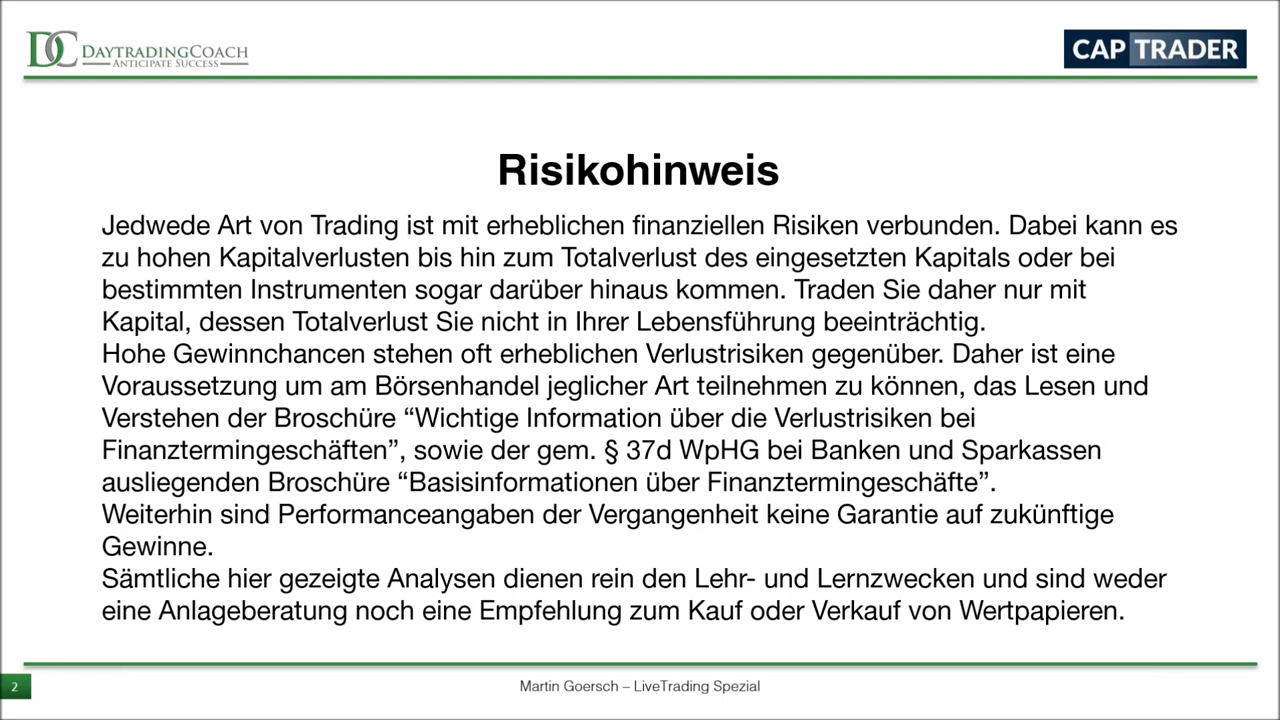 DC DAYTRADINGCOACH
ANTICIPATE SUCCESS
CAP TRADER
Risikohinweis
Jedwede Art von Trading ist mit erheblichen finanziellen Risiken verbunden. Dabei kann es
zu hohen Kapitalverlusten bis hin zum Totalverlust des eingesetzten Kapitals oder bei
bestimmten Instrumenten sogar darüber hinaus kommen. Traden Sie daher nur mit
Kapital, dessen Totalverlust Sie nicht in Ihrer Lebensführung beeinträchtig.
Hohe Gewinnchancen stehen oft erheblichen Verlustrisiken gegenüber. Daher ist eine
Voraussetzung um am Börsenhandel jeglicher Art teilnehmen zu können, das Lesen und
Verstehen der Broschüre “Wichtige Information über die Verlustrisiken bei
Finanztermingeschäften”, sowie der gem. § 37d WpHG bei Banken und Sparkassen
ausliegenden Broschüre “Basisinformationen über Finanztermingeschäfte”.
Weiterhin sind Performanceangaben der Vergangenheit keine Garantie auf zukünftige
Gewinne.
Sämtliche hier gezeigte Analysen dienen rein den Lehr- und Lernzwecken und sind weder
eine Anlageberatung noch eine Empfehlung zum Kauf oder Verkauf von Wertpapieren.
2
Martin Goersch – LiveTrading Spezial